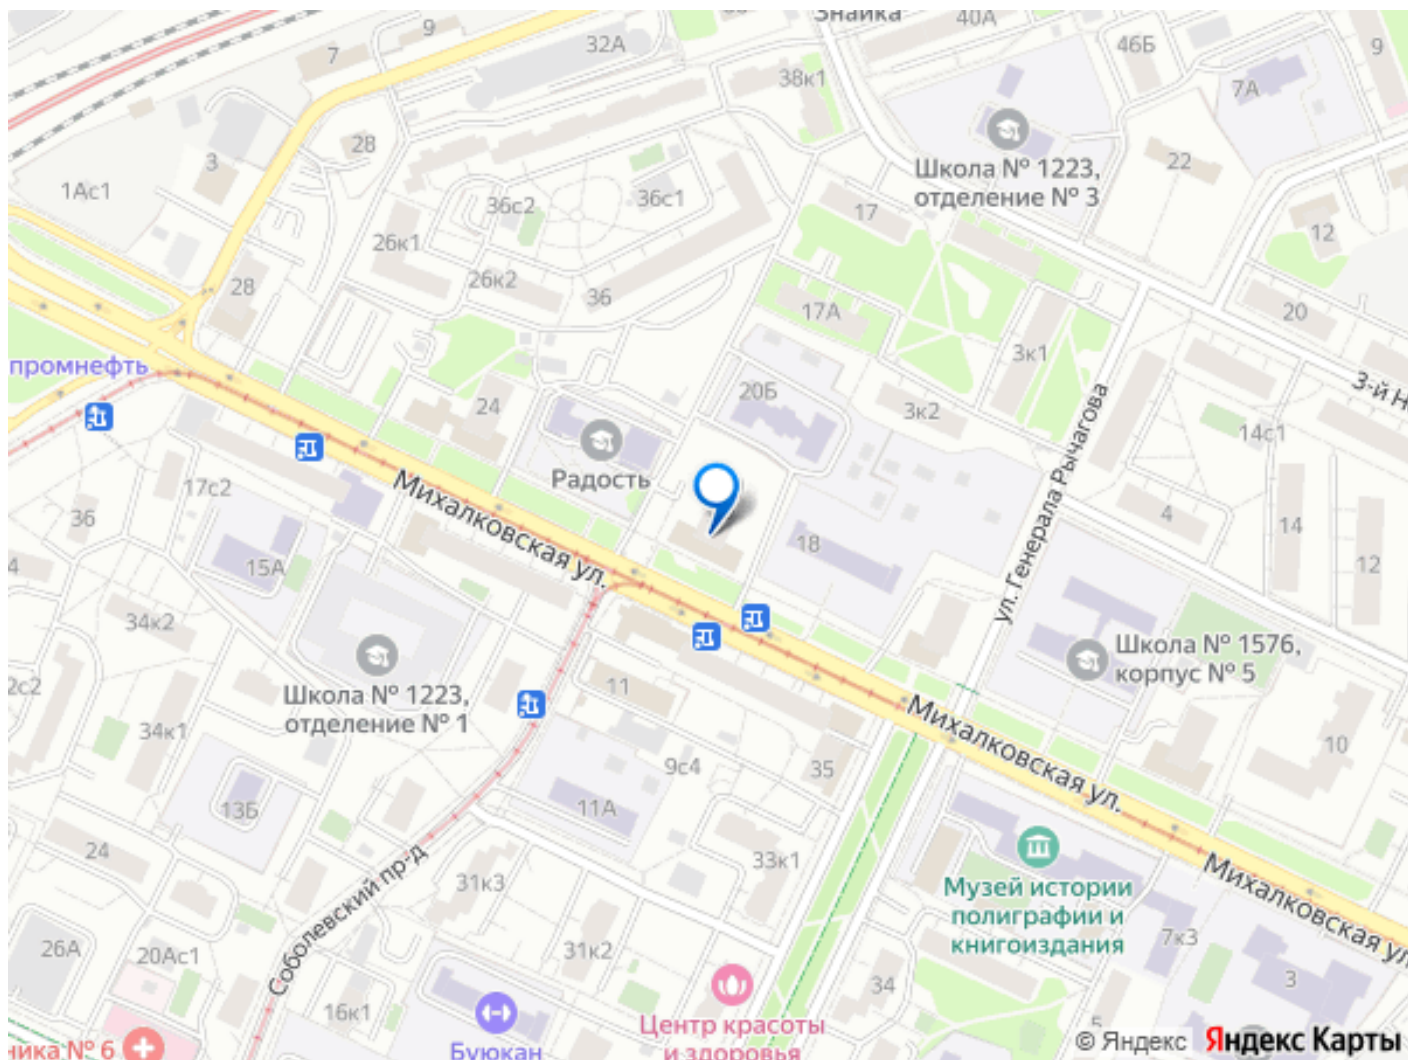 9
Знайка
40А
7
32А
46Б
9
38к1
7А
28
3
Школа № 1223,
отделение № 3
22
1Ас1
36с2
36с1
17
12
26к1
28
26к2
36
17А
20
3к1
промнефть
20Б
3-й Н
24
3к2
14с1
Радость
ул. Генерала Рычагова
17с2
Михалковская ул.
36
4
14
18
4
15А
12
34к2
Школа № 1576,
корпус № 5
2с2
Школа № 1223,
отделение № 1
11
34к1
Михалковская ул.
10
9с4
35
13Б
11А
24
33к1
Соболевский пр-д
31к3
Музей истории
полиграфии и
книгоиздания
Михалковская ул.
7к3
26А
20Ас1
31к2
34
3
16к1
Центр красоты
и здоровья
5
ника № 6
Буюкан
© Яндекс Яндекс Карты